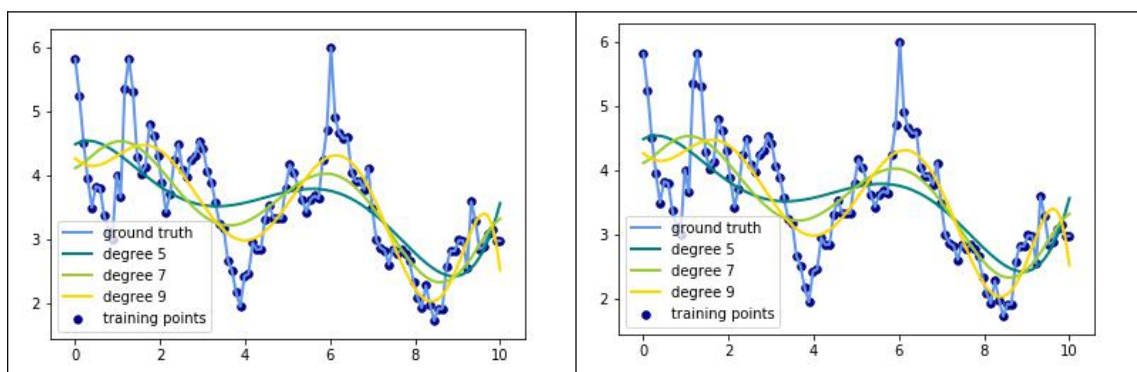 6
5
4
3
2
0 2 4 6 8 10
ground truth
degree 5
degree 7
degree 9
training points
6
5
4
3
2
0 2 4 6 8 10
ground truth
degree 5
degree 7
degree 9
training points